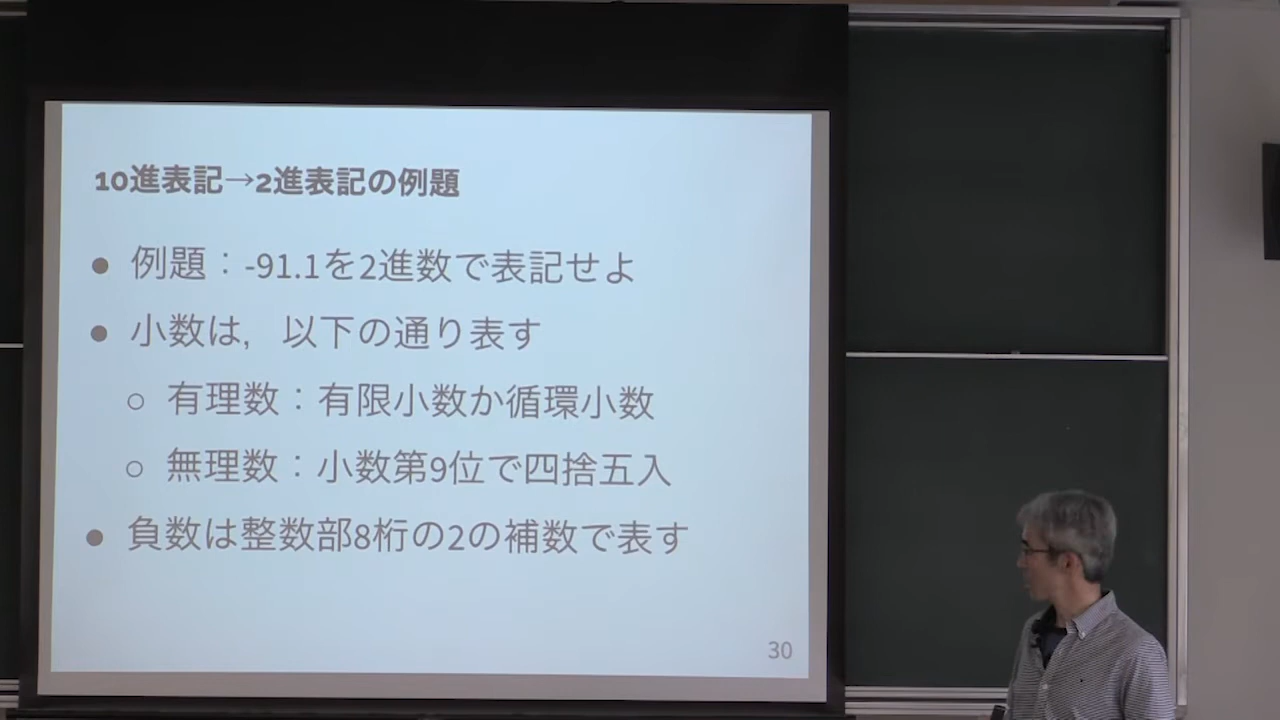 10進表記→2進表記の例題
● 例題：-91.1を2進数で表記せよ
● 小数は，以下の通り表す
○ 有理数：有限小数か循環小数
○ 無理数：小数第9位で四捨五入
● 負数は整数部8桁の2の補数で表す
30